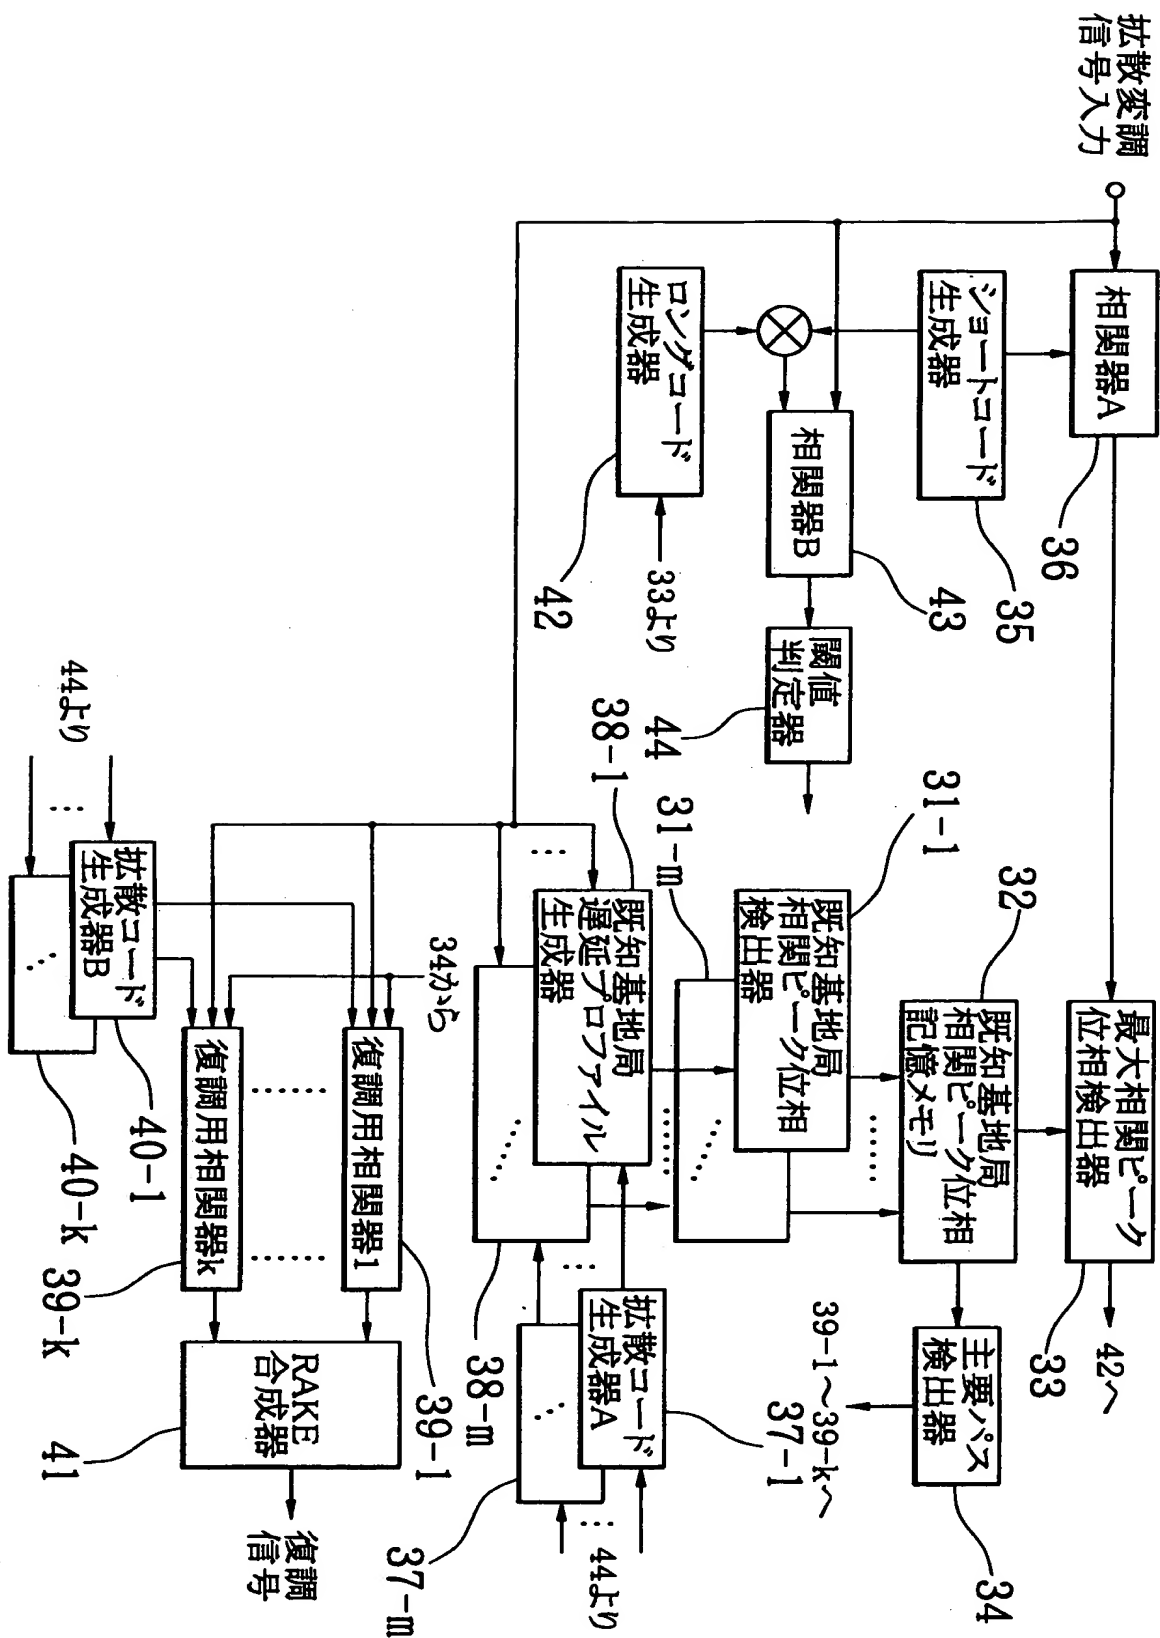 拡散変調
信号入力
相関器A
36
最大相関ピーク
位相検出器
33
42へ
ショートコード
生成器
35
既知基地局
相関ピーク位相
記憶メモリ
32
主要パス
検出器
34
39-1～39-kへ
相関器B
43
閾値
判定器
44
既知基地局
相関ピーク位相
検出器
31-1
31-m
ロングコード
生成器
42
33より
既知基地局
遅延プロファイル
生成器
38-1
38-m
拡散コード
生成器A
37-1
37-m
44より
34から
復調用相関器1
39-1
復調用相関器k
39-k
RAKE
合成器
41
復調
信号
44より
拡散コード
生成器B
40-1
40-k